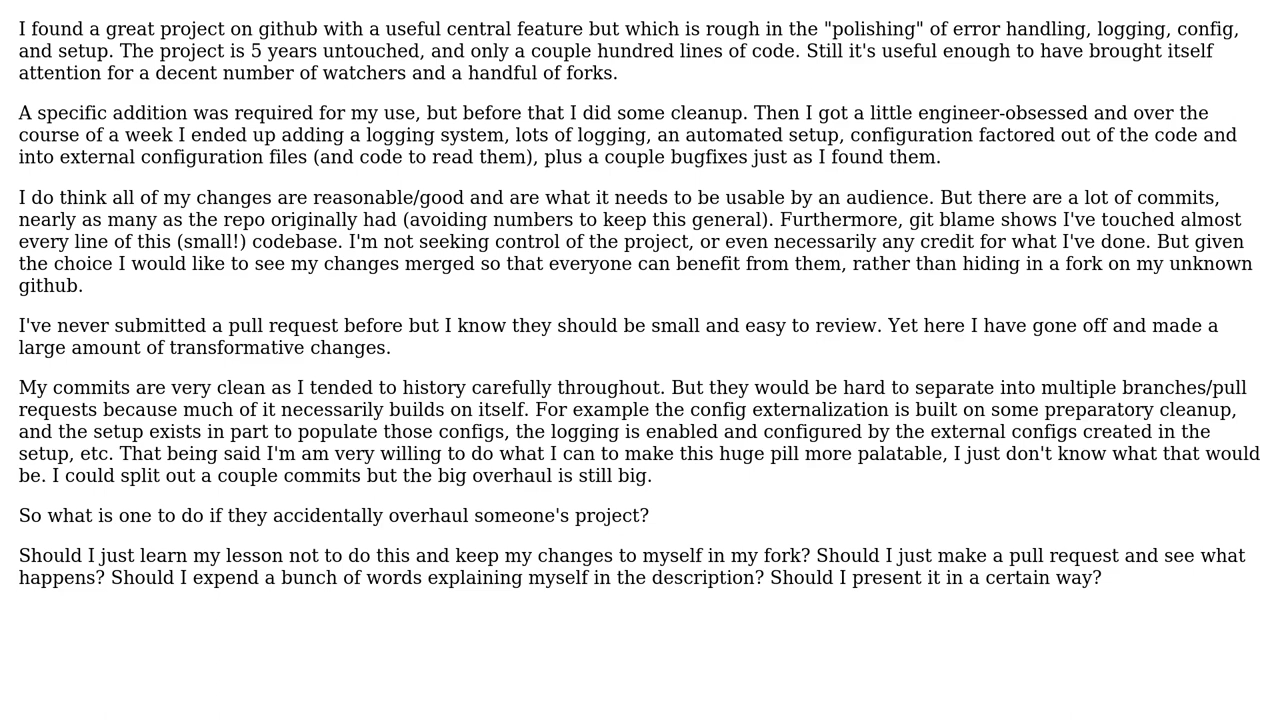 I found a great project on github with a useful central feature but which is rough in the "polishing" of error handling, logging, config,
and setup. The project is 5 years untouched, and only a couple hundred lines of code. Still it's useful enough to have brought itself
attention for a decent number of watchers and a handful of forks.
A specific addition was required for my use, but before that I did some cleanup. Then I got a little engineer-obsessed and over the
course of a week I ended up adding a logging system, lots of logging, an automated setup, configuration factored out of the code and
into external configuration files (and code to read them), plus a couple bugfixes just as I found them.
I do think all of my changes are reasonable/good and are what it needs to be usable by an audience. But there are a lot of commits,
nearly as many as the repo originally had (avoiding numbers to keep this general). Furthermore, git blame shows I've touched almost
every line of this (small!) codebase. I'm not seeking control of the project, or even necessarily any credit for what I've done. But given
the choice I would like to see my changes merged so that everyone can benefit from them, rather than hiding in a fork on my unknown
github.
I've never submitted a pull request before but I know they should be small and easy to review. Yet here I have gone off and made a
large amount of transformative changes.
My commits are very clean as I tended to history carefully throughout. But they would be hard to separate into multiple branches/pull
requests because much of it necessarily builds on itself. For example the config externalization is built on some preparatory cleanup,
and the setup exists in part to populate those configs, the logging is enabled and configured by the external configs created in the
setup, etc. That being said I'm am very willing to do what I can to make this huge pill more palatable, I just don't know what that would
be. I could split out a couple commits but the big overhaul is still big.
So what is one to do if they accidentally overhaul someone's project?
Should I just learn my lesson not to do this and keep my changes to myself in my fork? Should I just make a pull request and see what
happens? Should I expend a bunch of words explaining myself in the description? Should I present it in a certain way?